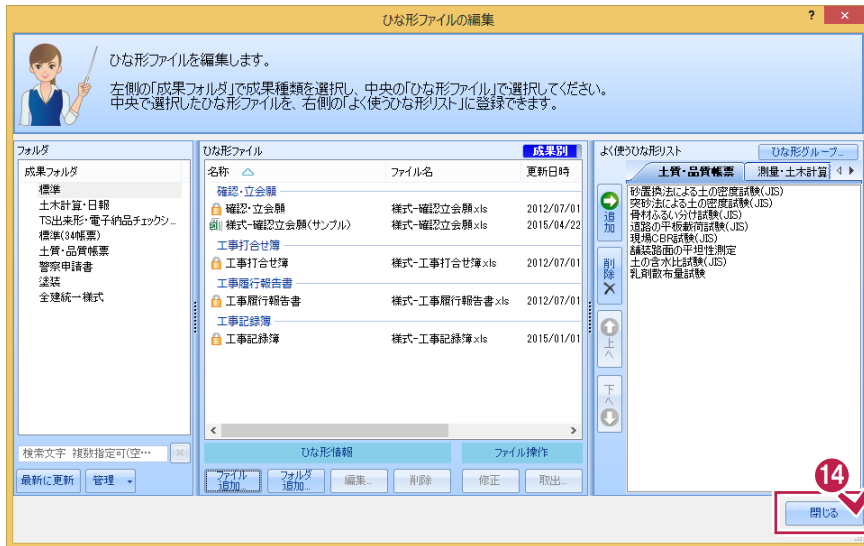 ひな形ファイルの編集
? ×
ひな形ファイルを編集します。
左側の「成果フォルダ」で成果種類を選択し、中央の「ひな形ファイル」で選択してください。
中央で選択したひな形ファイルを、右側の「よく使うひな形リスト」に登録できます。
フォルダ
成果フォルダ
標準
土木計算・日報
TS出来形・電子納品チェックシ...
標準(34帳票)
土質・品質帳票
警察申請書
塗装
全建統一様式
検索文字 複数指定可(空…
最新に更新 管理
ひな形ファイル 成果別
名称 ファイル名 更新日時
確認・立会願
確認・立会願 様式-確認立会願.xls 2012/07/01
様式-確認立会願(サンプル) 様式-確認立会願.xls 2015/04/22
工事打合せ簿
工事打合せ簿 様式-工事打合せ簿.xls 2012/07/01
工事履行報告書
工事履行報告書 様式-工事履行報告書.xls 2012/07/01
工事記録簿
工事記録簿 様式-工事記録簿.xls 2015/01/01
ひな形情報 ファイル操作
ファイル追加... フォルダ追加... 編集... 削除 修正 取出...
よく使うひな形リスト ひな形グループ...
土質・品質帳票 測量・土木計算
追加
削除
上へ
下へ
砂置換法による土の密度試験(JIS)
突砂法による土の密度試験(JIS)
骨材ふるい分け試験(JIS)
道路の平板載荷試験(JIS)
現場CBR試験(JIS)
舗装路面の平坦性測定
土の含水比試験(JIS)
乳剤散布量試験
14
閉じる